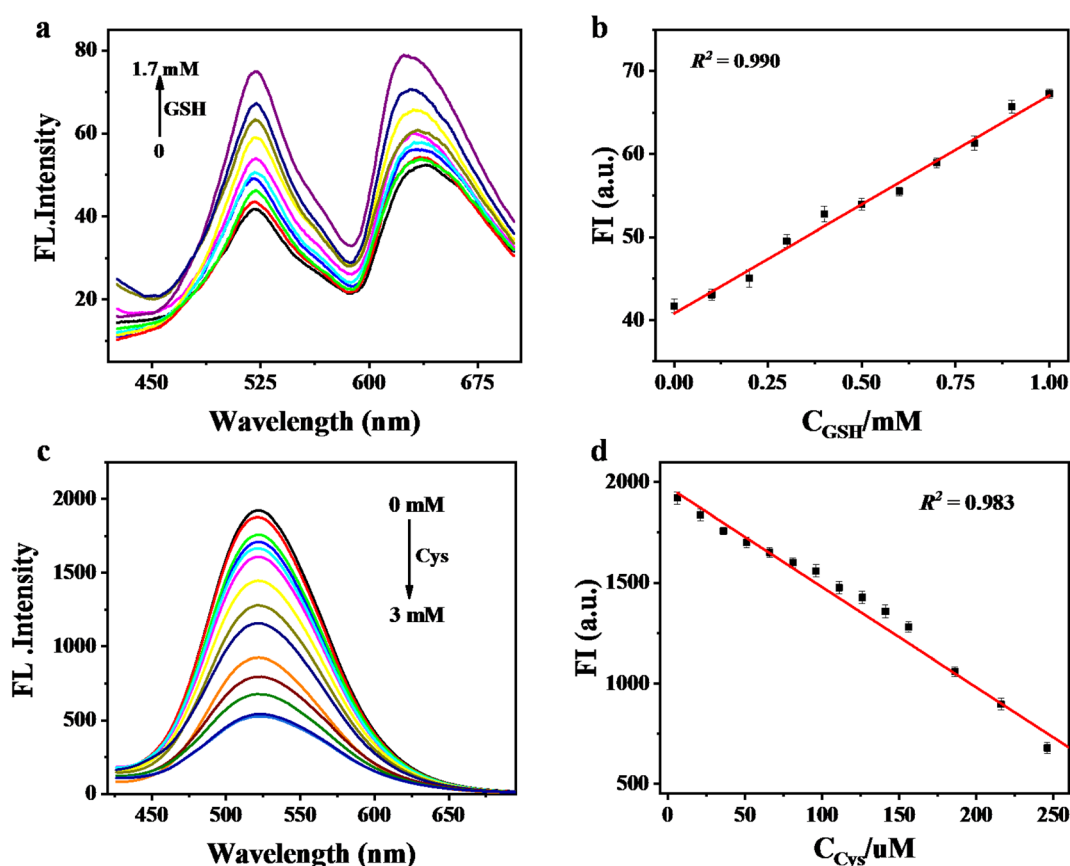 a
80
60
40
20
FL.Intensity
1.7 mM
GSH
0
450
525
600
675
Wavelength (nm)
b
70
60
50
40
FI (a.u.)
R² = 0.990
0.00
0.25
0.50
0.75
1.00
C_GSH/mM
c
2000
1500
1000
500
0
FL .Intensity
0 mM
Cys
3 mM
450
500
550
600
650
Wavelength (nm)
d
2000
1500
1000
500
FI (a.u.)
R² = 0.983
0
50
100
150
200
250
C_Cys/uM